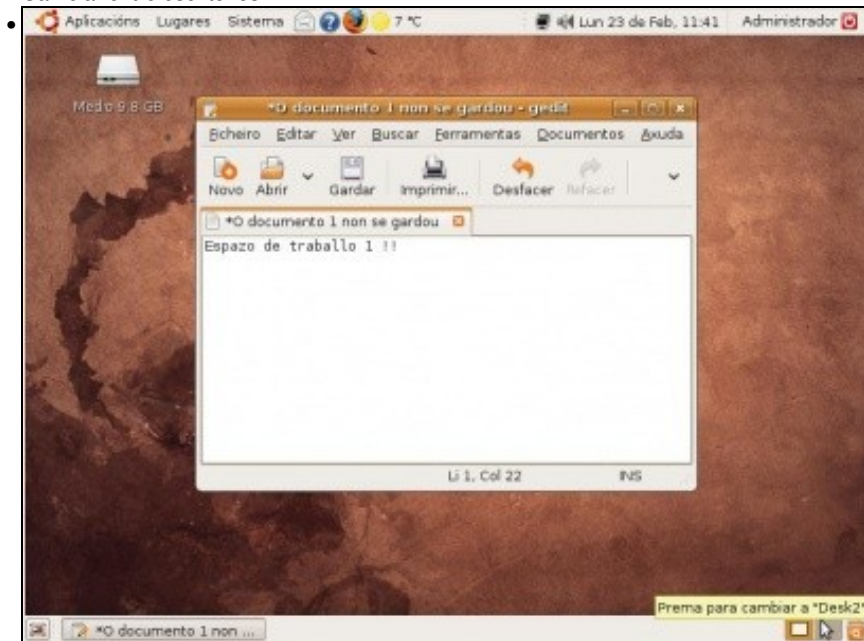 Aplicacións Lugares Sistema 7 °C Lun 23 de Feb, 11:41 Administrador
Medio 9.8 GB
*O documento 1 non se gardou - gedit
Ficheiro Editar Ver Buscar Ferramentas Documentos Axuda
Novo Abrir Gardar Imprimir... Desfacer Refacer
*O documento 1 non se gardou
Espazo de traballo 1 !!
Li 1, Col 22 INS
Prema para cambiar a "Desk2"
*O documento 1 non ...